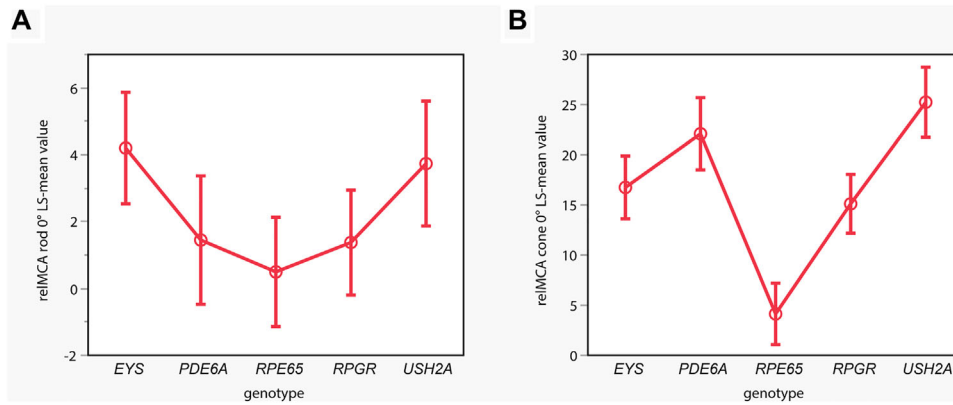 A
relMCA rod 0° LS-mean value
6
4
2
0
-2
EYS PDE6A RPE65 RPGR USH2A
genotype
B
relMCA cone 0° LS-mean value
30
25
20
15
10
5
0
EYS PDE6A RPE65 RPGR USH2A
genotype